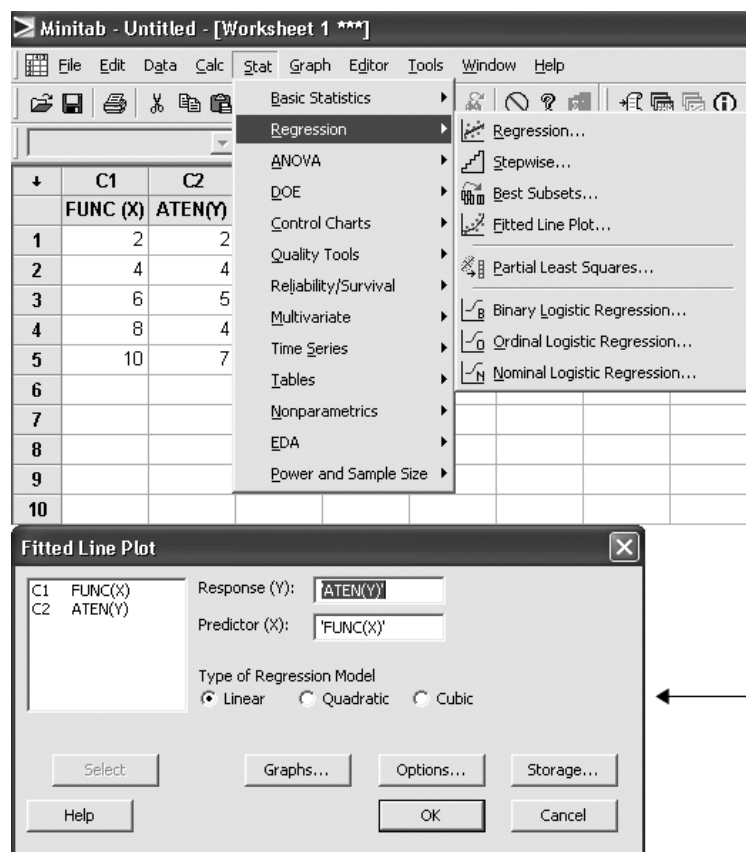 Minitab - Untitled - [Worksheet 1 ***]
File Edit Data Calc Stat Graph Editor Tools Window Help
Basic Statistics
Regression
ANOVA
DOE
Control Charts
Quality Tools
Reliability/Survival
Multivariate
Time Series
Tables
Nonparametrics
EDA
Power and Sample Size
Regression...
Stepwise...
Best Subsets...
Fitted Line Plot...
Partial Least Squares...
Binary Logistic Regression...
Ordinal Logistic Regression...
Nominal Logistic Regression...
C1 C2
FUNC (X) ATEN(Y)
1 2 2
2 4 4
3 6 5
4 8 4
5 10 7
6
7
8
9
10
Fitted Line Plot
C1 FUNC(X)
C2 ATEN(Y)
Response (Y): 'ATEN(Y)'
Predictor (X): 'FUNC(X)'
Type of Regression Model
Linear Quadratic Cubic
Select Graphs... Options... Storage...
Help OK Cancel